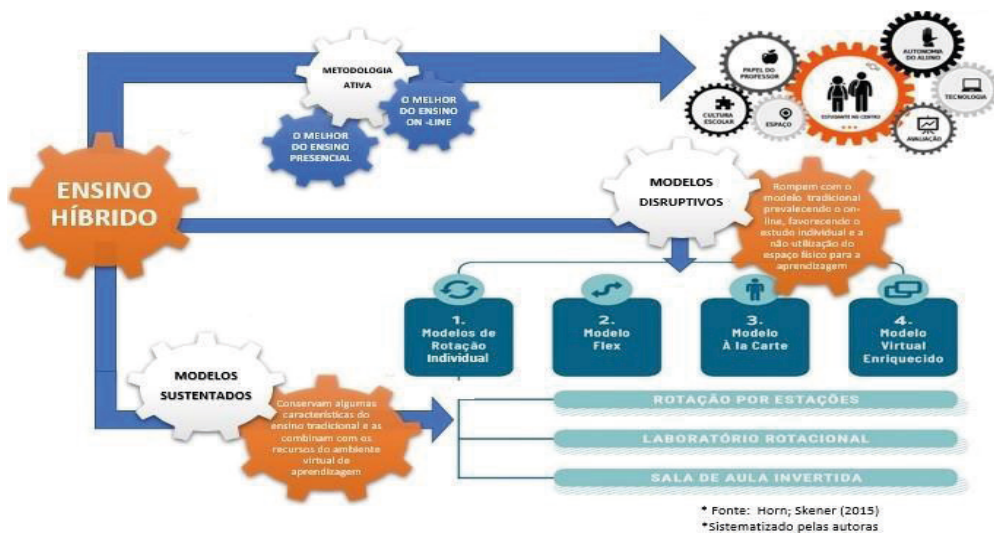 ENSINO
HÍBRIDO
METODOLOGIA
ATIVA
O MELHOR
DO ENSINO
PRESENCIAL
O MELHOR
DO ENSINO
ON -LINE
PAPEL DO
PROFESSOR
CULTURA
ESCOLAR
ESPAÇO
ESTUDANTE NO CENTRO
AUTONOMIA
DO ALUNO
TECNOLOGIA
AVALIAÇÃO
MODELOS
DISRUPTIVOS
Rompem com o
modelo tradicional
prevalecendo o on-
line, favorecendo o
estudo individual e a
não utilização do
espaço físico para a
aprendizagem
1.
Modelos de
Rotação
Individual
2.
Modelo
Flex
3.
Modelo
À la Carte
4.
Modelo
Virtual
Enriquecido
MODELOS
SUSTENTADOS
Conservam algumas
características do
ensino tradicional e as
combinam com os
recursos do ambiente
virtual de
aprendizagem
ROTAÇÃO POR ESTAÇÕES
LABORATÓRIO ROTACIONAL
SALA DE AULA INVERTIDA
* Fonte: Horn; Skener (2015)
*Sistematizado pelas autoras